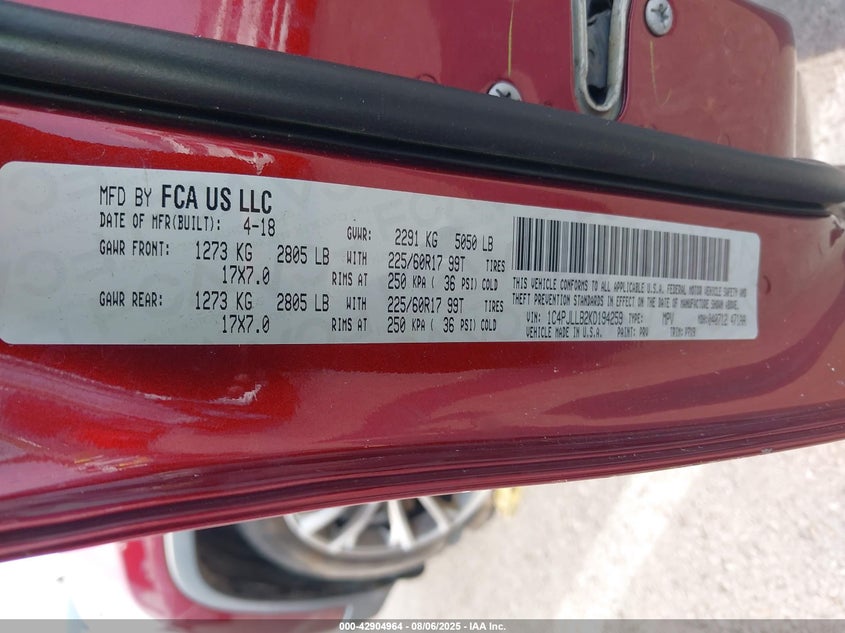 MFD BY FCA US LLC
DATE OF MFR(BUILT): 4-18 GVWR: 2291 KG 5050 LB
GAWR FRONT: 1273 KG 2805 LB WITH 225/60R17 99T TIRES
17X7.0 RIMS AT 250 KPA ( 36 PSI) COLD
GAWR REAR: 1273 KG 2805 LB WITH 225/60R17 99T TIRES
17X7.0 RIMS AT 250 KPA ( 36 PSI) COLD
THIS VEHICLE CONFORMS TO ALL APPLICABLE U.S.A. FEDERAL MOTOR VEHICLE SAFETY AND
THEFT PREVENTION STANDARDS IN EFFECT ON THE DATE OF MANUFACTURE SHOWN ABOVE.
VIN: 1C4PJLLB2KD194259 TYPE: MPV MDH:
VEHICLE MADE IN U.S.A. PAINT: PRV TRIM:
000-42904964 - 08/06/2025 - IAA Inc.